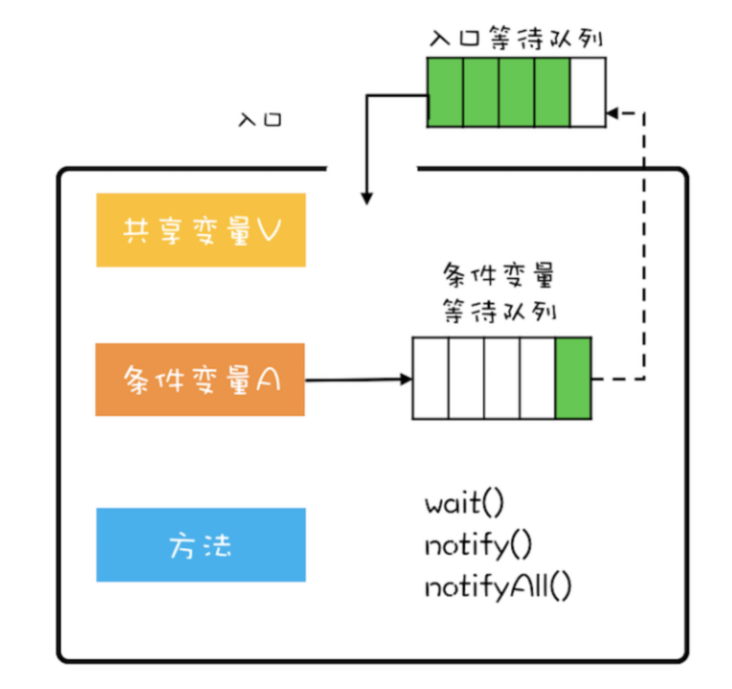 入口等待队列
入口
共享变量V
条件变量
等待队列
条件变量A
方法
wait()
notify()
notifyAll()